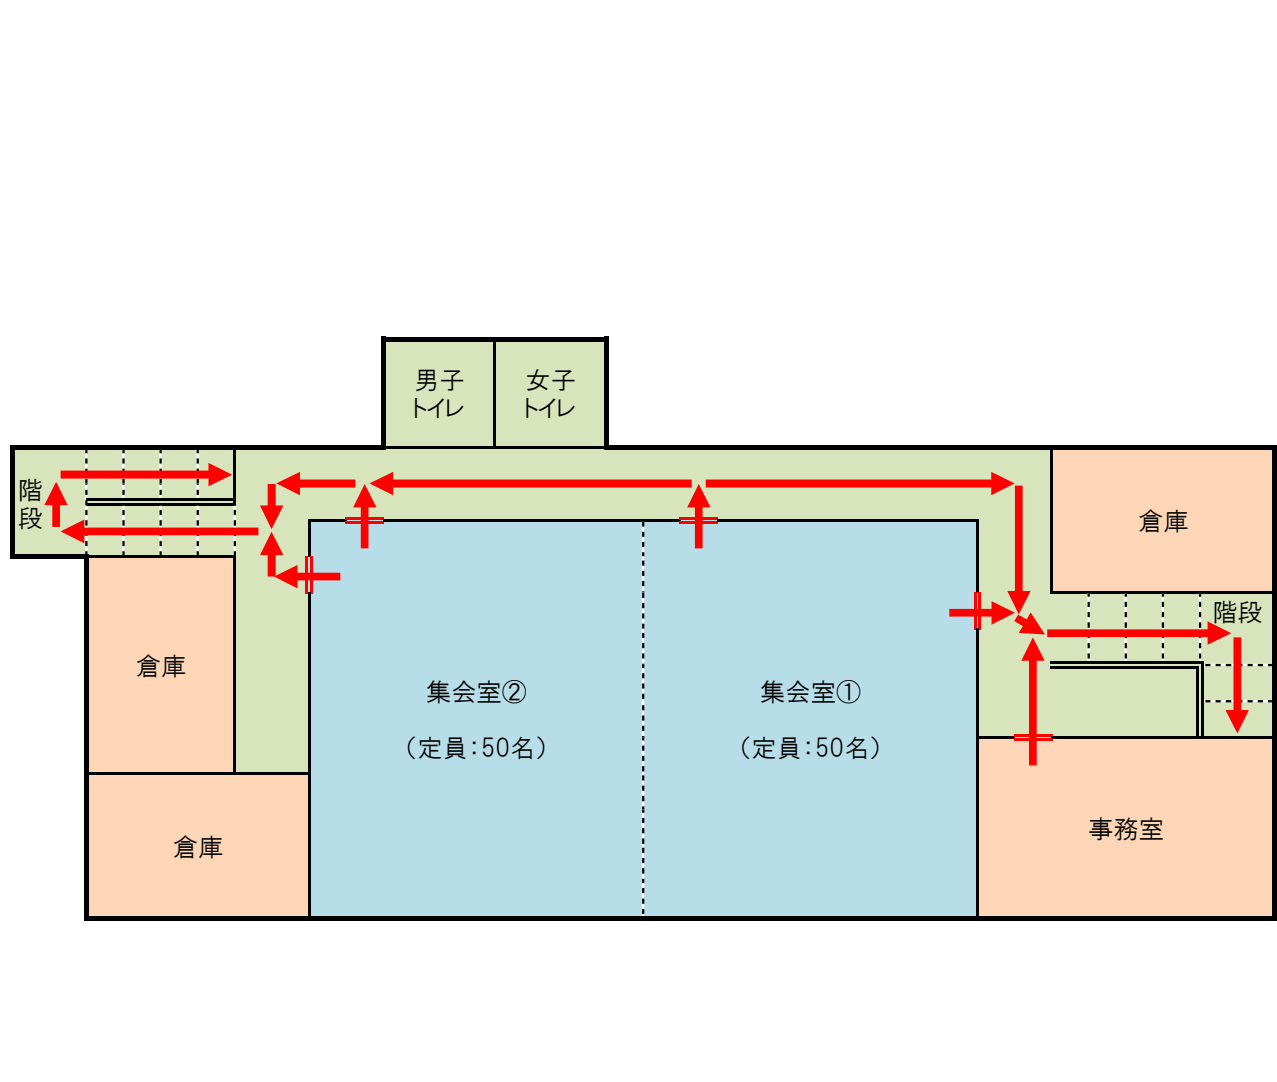 男子
トイレ
女子
トイレ
階
段
倉庫
階段
倉庫
集会室②
（定員：50名）
集会室①
（定員：50名）
倉庫
事務室